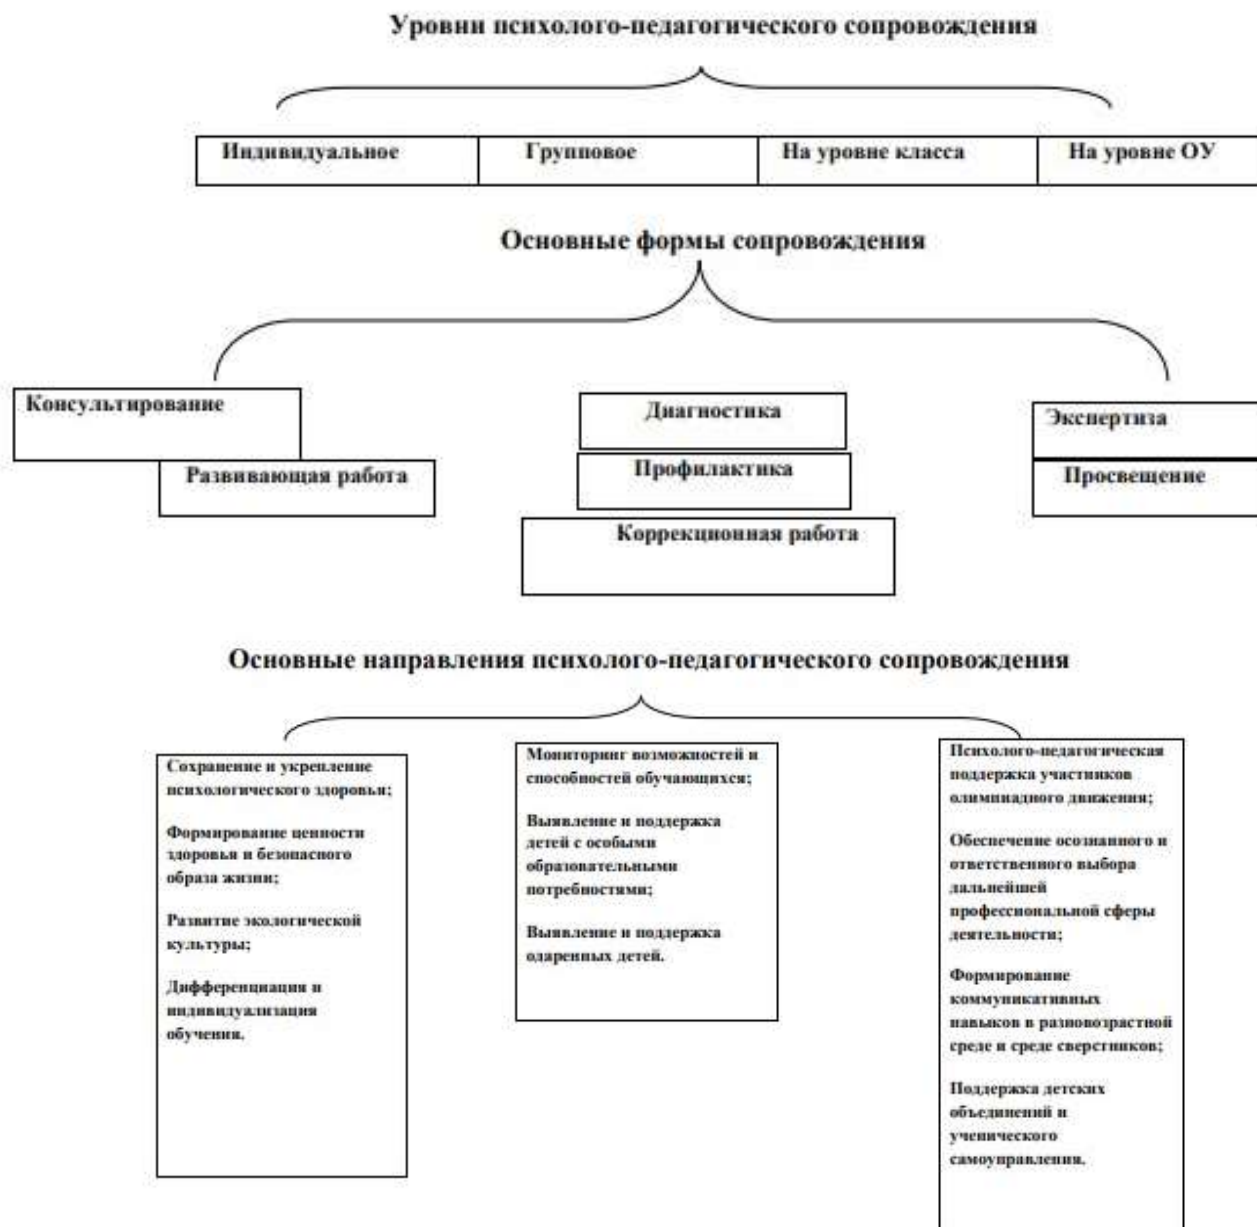 Уровни психолого-педагогического сопровождения
Индивидуальное
Групповое
На уровне класса
На уровне ОУ
Основные формы сопровождения
Консультирование
Развивающая работа
Диагностика
Профилактика
Коррекционная работа
Экспертиза
Просвещение
Основные направления психолого-педагогического сопровождения
Сохранение и укрепление
психологического здоровья;
Формирование ценности
здоровья и безопасного
образа жизни;
Развитие экологической
культуры;
Дифференциация и
индивидуализация
обучения.
Мониторинг возможностей и
способностей обучающихся;
Выявление и поддержка
детей с особыми
образовательными
потребностями;
Выявление и поддержка
одаренных детей.
Психолого-педагогическая
поддержка участников
олимпиадного движения;
Обеспечение осознанного и
ответственного выбора
дальнейшей
профессиональной сферы
деятельности;
Формирование
коммуникативных
навыков в разновозрастной
среде и среде сверстников;
Поддержка детских
объединений и
ученического
самоуправления.